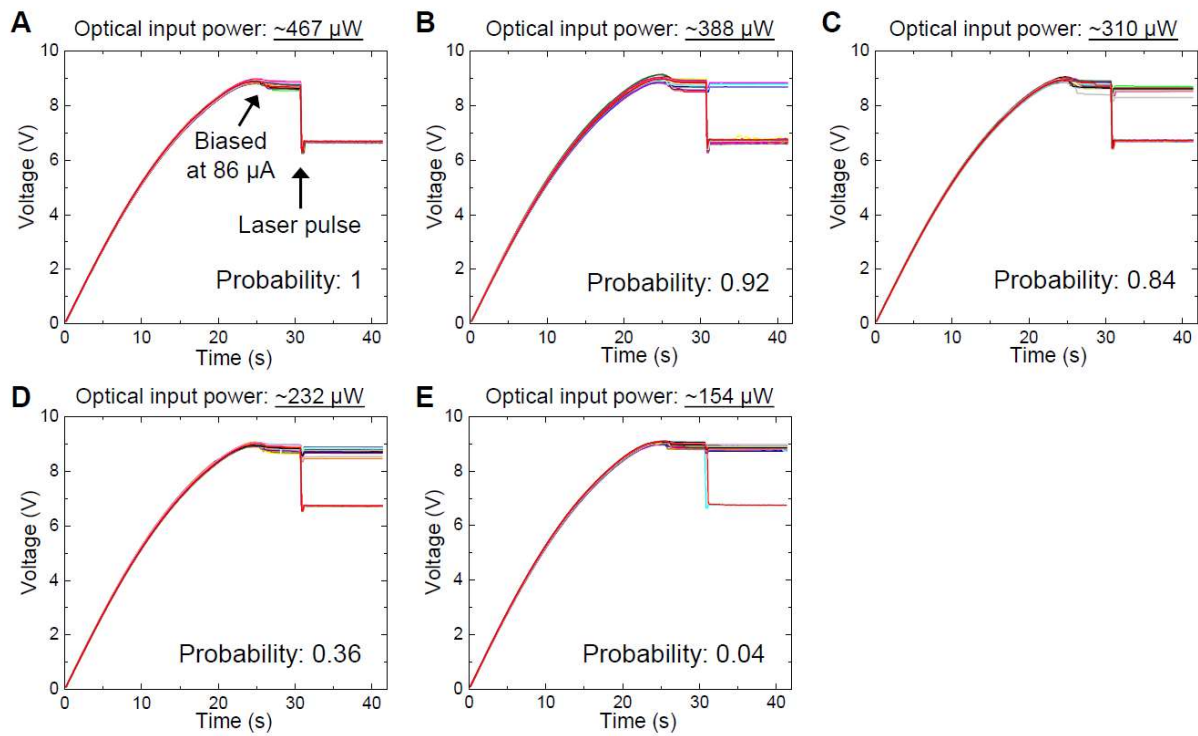 A
Optical input power: ~467 µW
Voltage (V)
10
8
6
4
2
0
Biased
at 86 µA
Laser pulse
Probability: 1
0 10 20 30 40
Time (s)
B
Optical input power: ~388 µW
Voltage (V)
10
8
6
4
2
0
Probability: 0.92
0 10 20 30 40
Time (s)
C
Optical input power: ~310 µW
Voltage (V)
10
8
6
4
2
0
Probability: 0.84
0 10 20 30 40
Time (s)
D
Optical input power: ~232 µW
Voltage (V)
10
8
6
4
2
0
Probability: 0.36
0 10 20 30 40
Time (s)
E
Optical input power: ~154 µW
Voltage (V)
10
8
6
4
2
0
Probability: 0.04
0 10 20 30 40
Time (s)